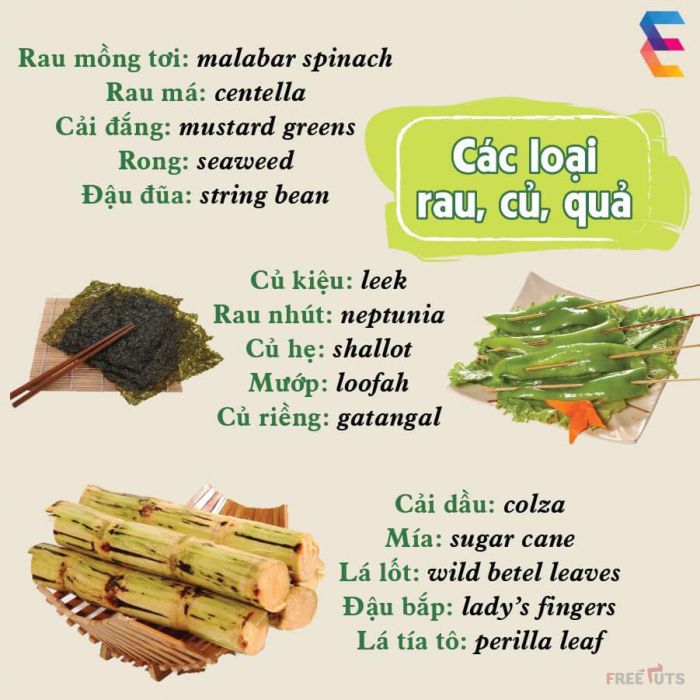 Rau mồng tơi: malabar spinach
Rau má: centella
Cải đắng: mustard greens
Rong: seaweed
Đậu đũa: string bean
Các loại
rau, củ, quả
Củ kiệu: leek
Rau nhút: neptunia
Củ hẹ: shallot
Mướp: loofah
Củ riềng: gatangal
Cải dầu: colza
Mía: sugar cane
Lá lốt: wild betel leaves
Đậu bắp: lady's fingers
Lá tía tô: perilla leaf
FREETUTS